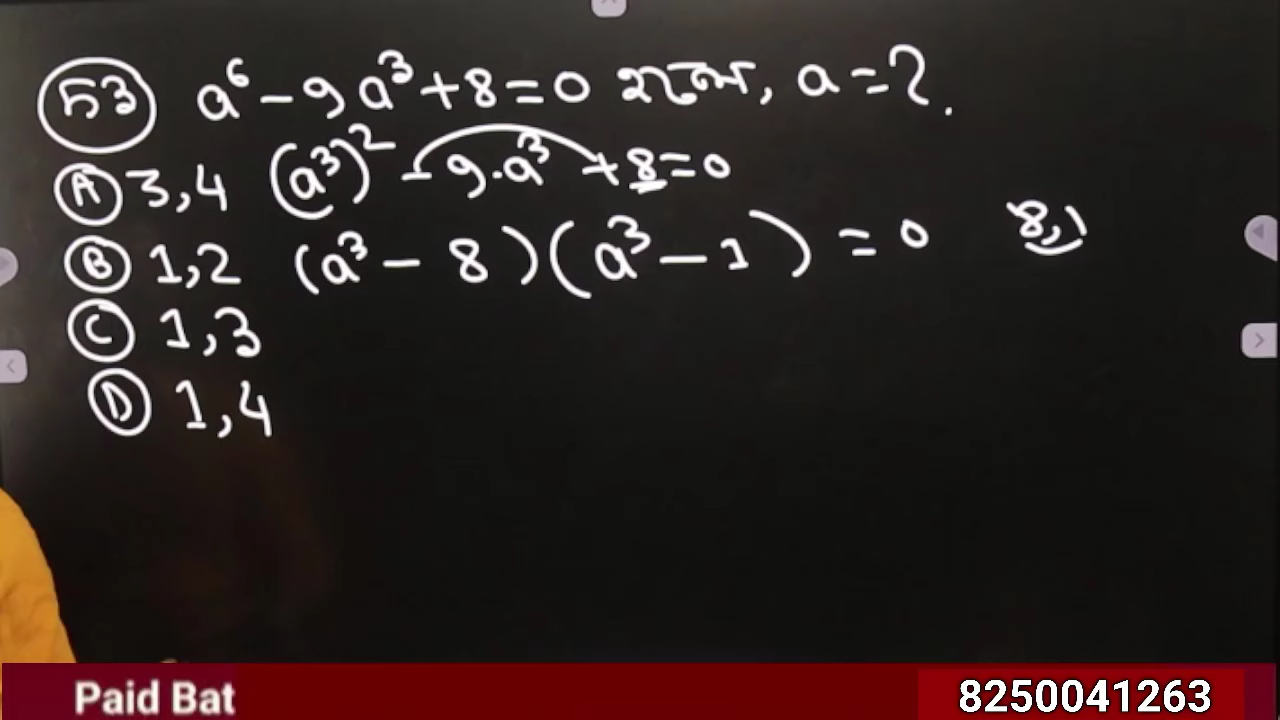 53 a⁶ - 9a³ + 8 = 0 হলে, a = ?
A 3,4 (a³)² - 9·a³ + 8 = 0
B 1,2 (a³ - 8)(a³ - 1) = 0 8,1
C 1,3
D 1,4
Paid Bat 8250041263